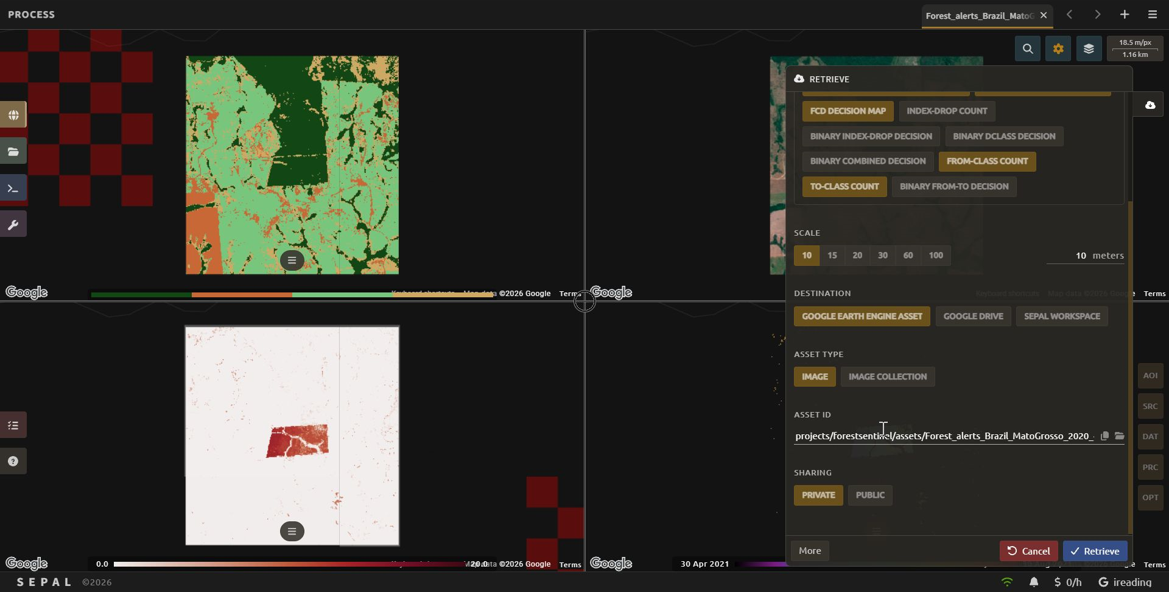 PROCESS
Forest_alerts_Brazil_MatoG
18.5 m/px
1.16 km
RETRIEVE
FCD DECISION MAP
INDEX-DROP COUNT
BINARY INDEX-DROP DECISION
BINARY DCLASS DECISION
BINARY COMBINED DECISION
FROM-CLASS COUNT
TO-CLASS COUNT
BINARY FROM-TO DECISION
SCALE
10 15 20 30 60 100
10 meters
DESTINATION
GOOGLE EARTH ENGINE ASSET
GOOGLE DRIVE
SEPAL WORKSPACE
ASSET TYPE
IMAGE
IMAGE COLLECTION
ASSET ID
projects/forestsentinel/assets/Forest_alerts_Brazil_MatoGrosso_2020_
SHARING
PRIVATE
PUBLIC
More
Cancel
Retrieve
AOI
SRC
DAT
PRC
OPT
Google
©2026 Google
Terms
Google
Terms
Google
0.0
20.0
©2026 Google
Terms
Google
30 Apr 2021
Terms
SEPAL ©2026
$ 0/h
ireading